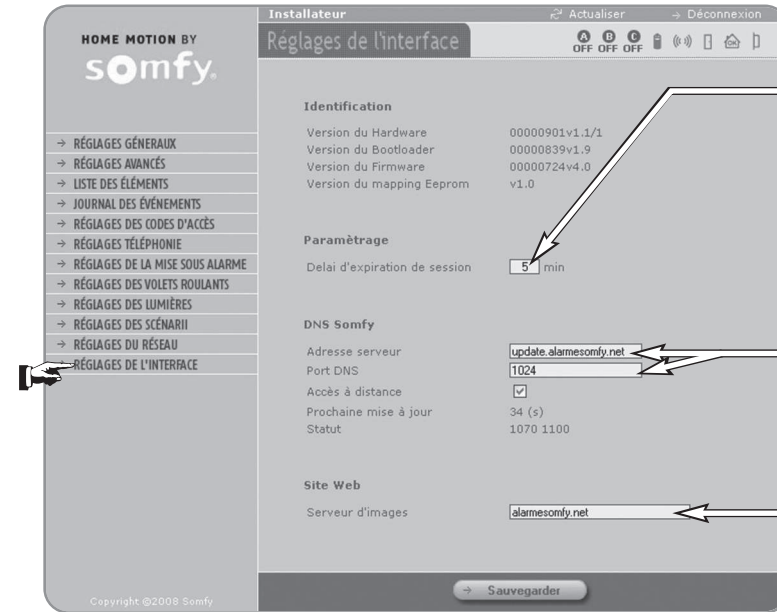 Installateur Actualiser Déconnexion
HOME MOTION BY
somfy.
Réglages de l'interface
A B C
OFF OFF OFF
OK
RÉGLAGES GÉNERAUX
RÉGLAGES AVANCÉS
LISTE DES ÉLÉMENTS
JOURNAL DES ÉVÉNEMENTS
RÉGLAGES DES CODES D'ACCÈS
RÉGLAGES TÉLÉPHONIE
RÉGLAGES DE LA MISE SOUS ALARME
RÉGLAGES DES VOLETS ROULANTS
RÉGLAGES DES LUMIÈRES
RÉGLAGES DES SCÉNARII
RÉGLAGES DU RÉSEAU
RÉGLAGES DE L'INTERFACE
Identification
Version du Hardware 00000901v1.1/1
Version du Bootloader 00000839v1.9
Version du Firmware 00000724v4.0
Version du mapping Eeprom v1.0
Paramètrage
Delai d'expiration de session 5 min
DNS Somfy
Adresse serveur update.alarmesomfy.net
Port DNS 1024
Accès à distance
Prochaine mise à jour 34 (s)
Statut 1070 1100
Site Web
Serveur d'images alarmesomfy.net
Sauvegarder
Copyright @2008 Somfy